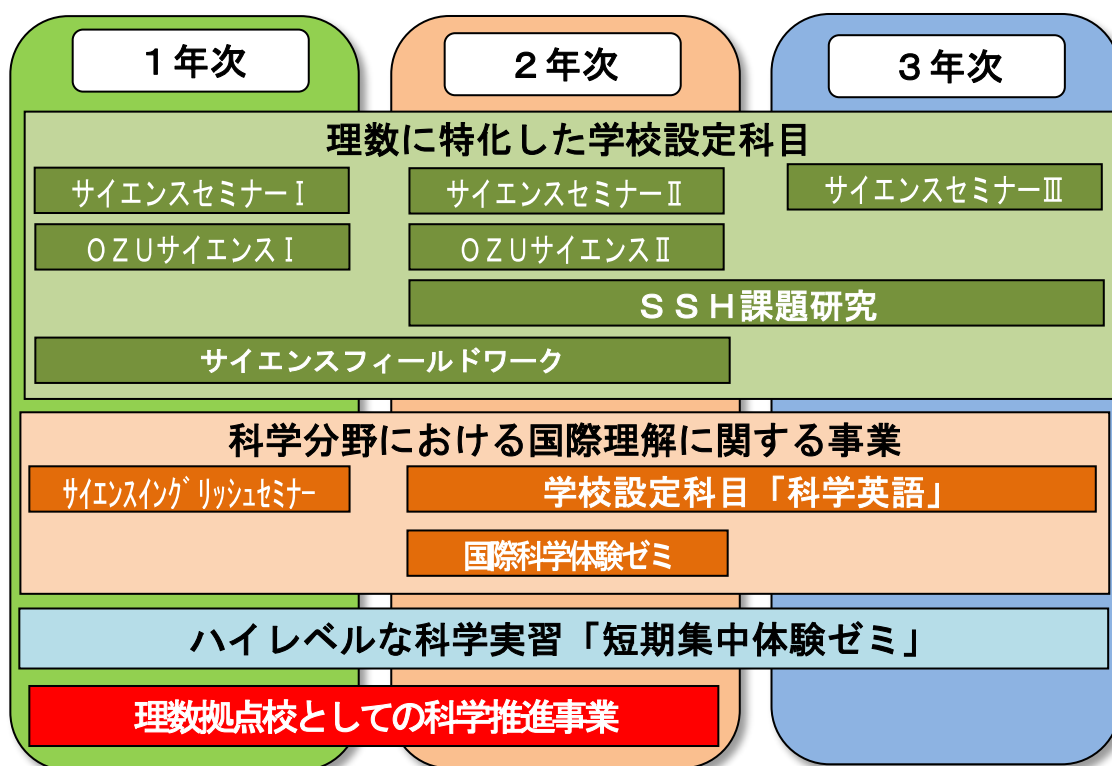 １年次
２年次
３年次
理数に特化した学校設定科目
サイエンスセミナーⅠ
サイエンスセミナーⅡ
サイエンスセミナーⅢ
ＯＺＵサイエンスⅠ
ＯＺＵサイエンスⅡ
ＳＳＨ課題研究
サイエンスフィールドワーク
科学分野における国際理解に関する事業
ｻｲｴﾝｽｲﾝｸﾞﾘｯｼｭｾﾐﾅｰ
学校設定科目「科学英語」
国際科学体験ゼミ
ハイレベルな科学実習「短期集中体験ゼミ」
理数拠点校としての科学推進事業